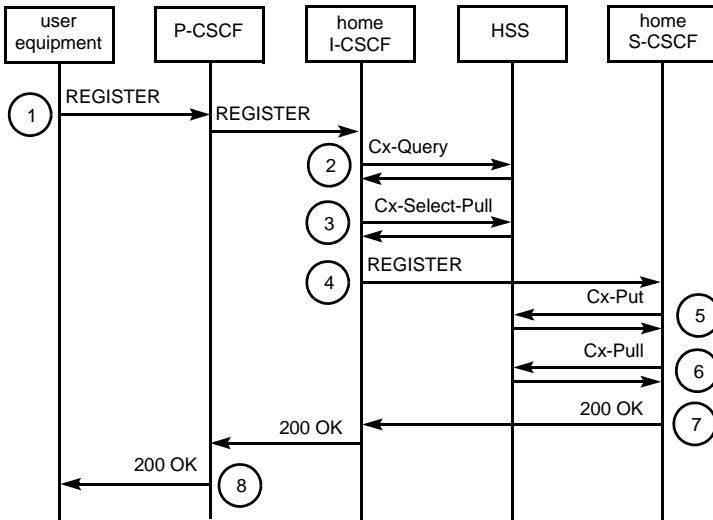 user
equipment
P-CSCF
home
I-CSCF
HSS
home
S-CSCF
1
REGISTER
REGISTER
2
Cx-Query
3
Cx-Select-Pull
4
REGISTER
Cx-Put
5
Cx-Pull
6
200 OK
7
200 OK
200 OK
8